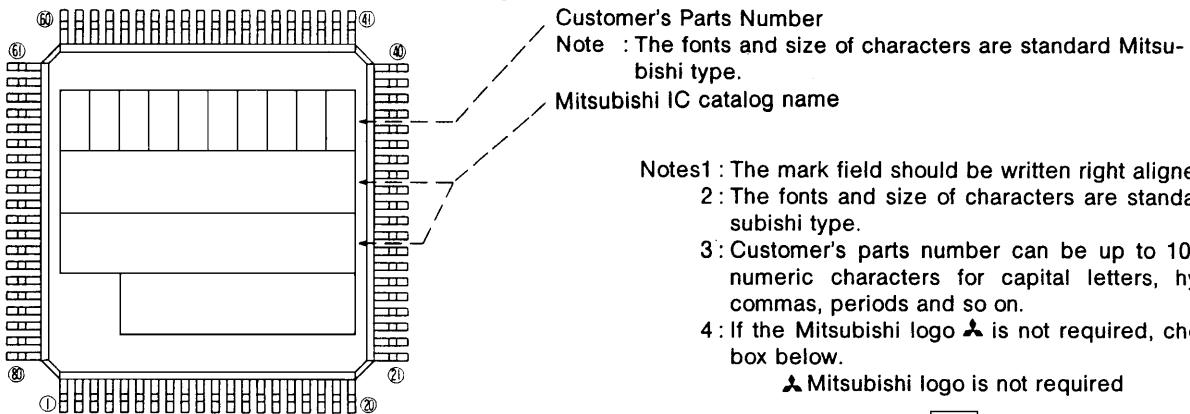 ⑥⓪ ④①
⑥① ④⓪
⑧⓪ ②①
① ②⓪
Customer's Parts Number
Note : The fonts and size of characters are standard Mitsu-
bishi type.
Mitsubishi IC catalog name
Notes1 : The mark field should be written right aligne
2 : The fonts and size of characters are standa
subishi type.
3 : Customer's parts number can be up to 10
numeric characters for capital letters, hy
commas, periods and so on.
4 : If the Mitsubishi logo is not required, che
box below.
Mitsubishi logo is not required